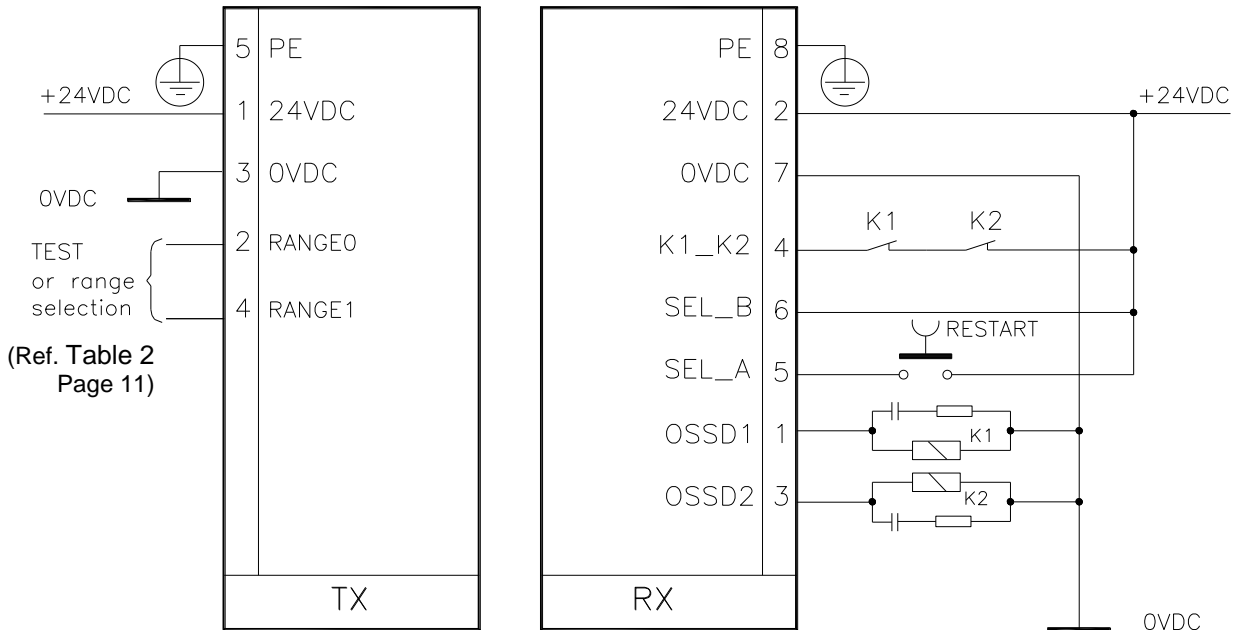 5 PE
+24VDC
1 24VDC
3 0VDC
0VDC
2 RANGE0
TEST
or range
selection
4 RANGE1
(Ref. Table 2
Page 11)
TX
PE 8
24VDC 2
+24VDC
0VDC 7
K1 K2
K1_K2 4
SEL_B 6
RESTART
SEL_A 5
OSSD1 1
K1
OSSD2 3
K2
RX
0VDC